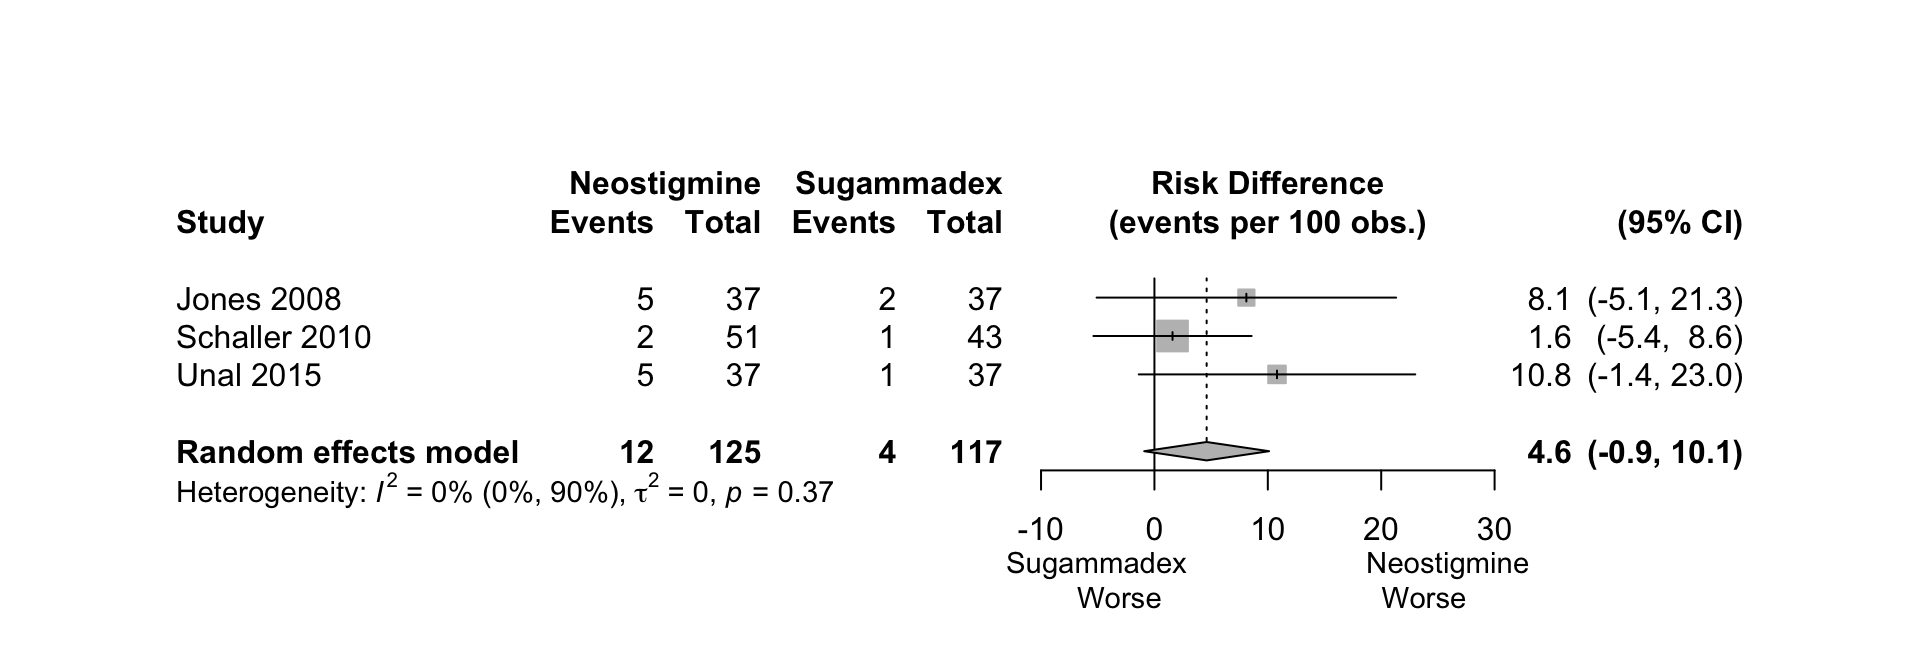 Neostigmine Sugammadex Risk Difference
Study Events Total Events Total (events per 100 obs.) (95% CI)
Jones 2008 5 37 2 37 8.1 (-5.1, 21.3)
Schaller 2010 2 51 1 43 1.6 (-5.4, 8.6)
Unal 2015 5 37 1 37 10.8 (-1.4, 23.0)
Random effects model 12 125 4 117 4.6 (-0.9, 10.1)
Heterogeneity: I² = 0% (0%, 90%), τ² = 0, p = 0.37
-10 0 10 20 30
Sugammadex Neostigmine
Worse Worse